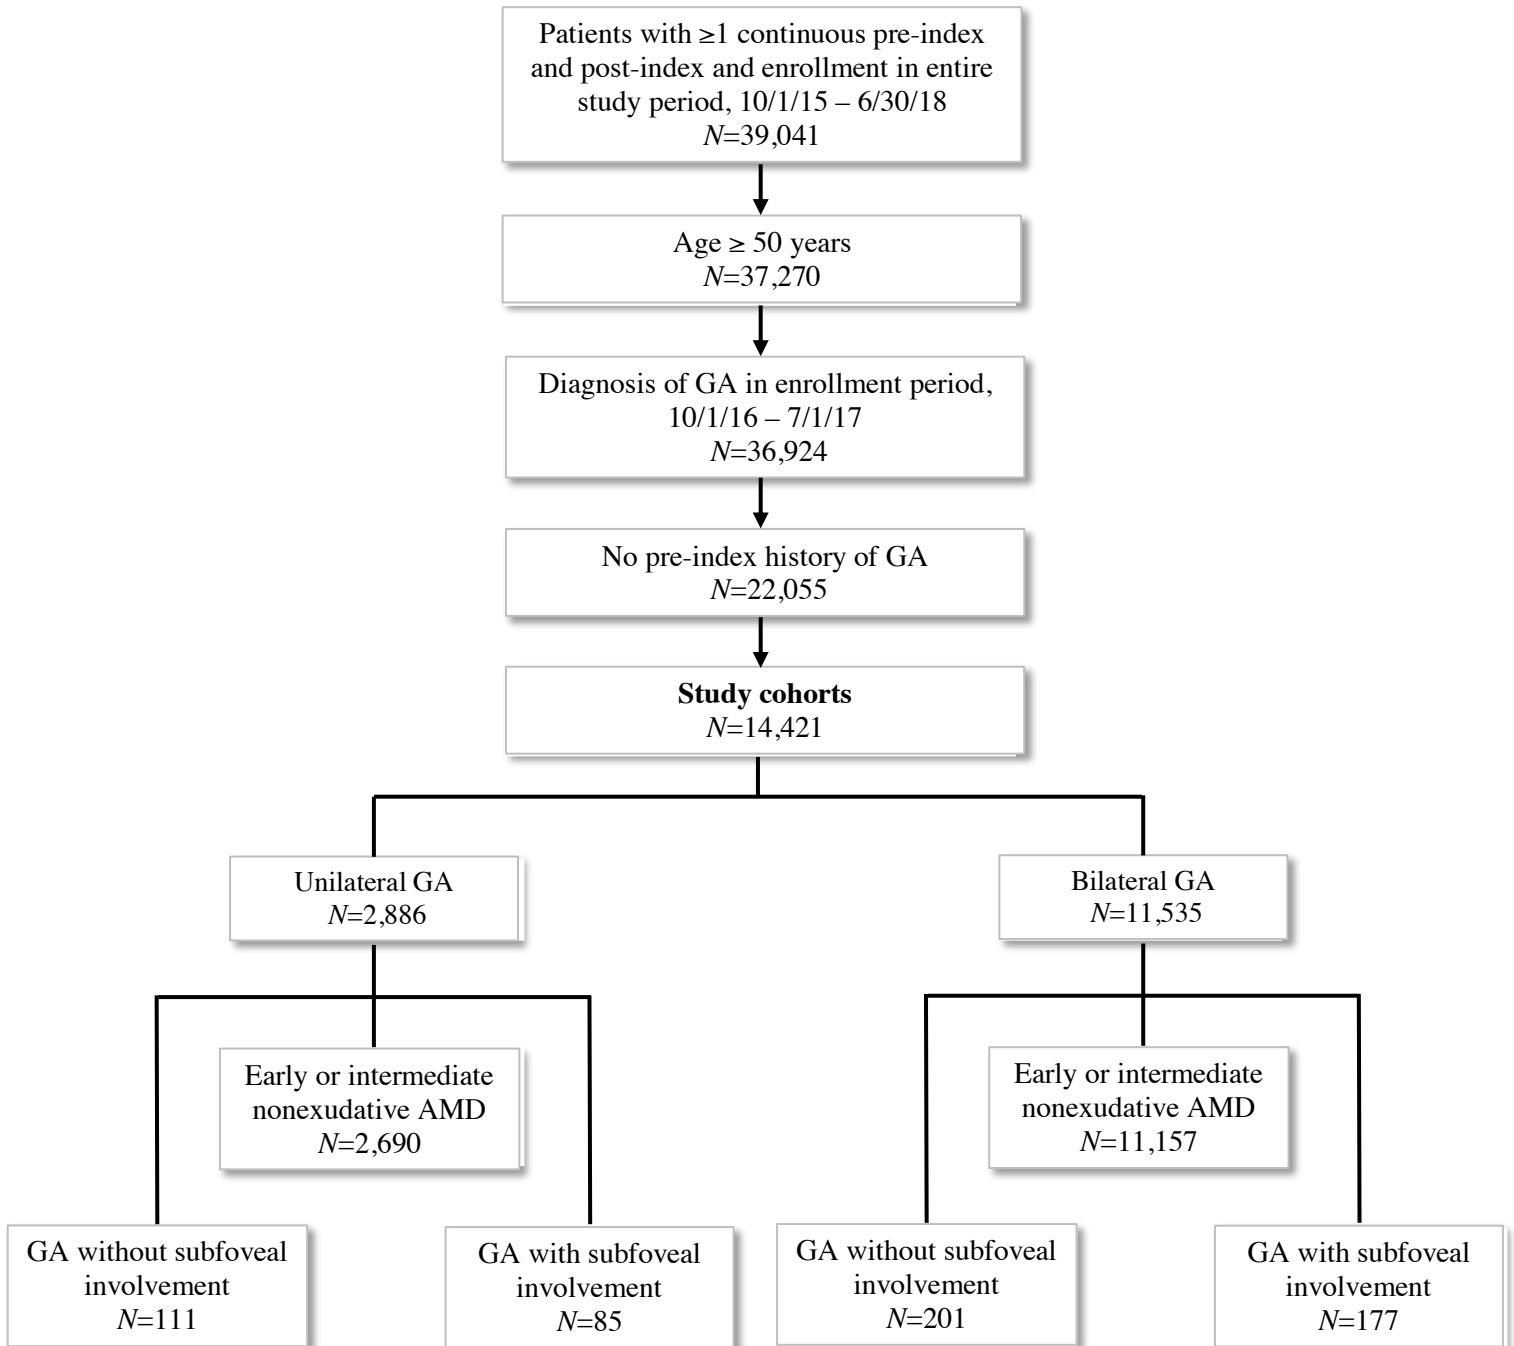 Patients with ≥1 continuous pre-index
and post-index and enrollment in entire
study period, 10/1/15 – 6/30/18
N=39,041
Age ≥ 50 years
N=37,270
Diagnosis of GA in enrollment period,
10/1/16 – 7/1/17
N=36,924
No pre-index history of GA
N=22,055
Study cohorts
N=14,421
Unilateral GA
N=2,886
Bilateral GA
N=11,535
Early or intermediate
nonexudative AMD
N=2,690
Early or intermediate
nonexudative AMD
N=11,157
GA without subfoveal
involvement
N=111
GA with subfoveal
involvement
N=85
GA without subfoveal
involvement
N=201
GA with subfoveal
involvement
N=177